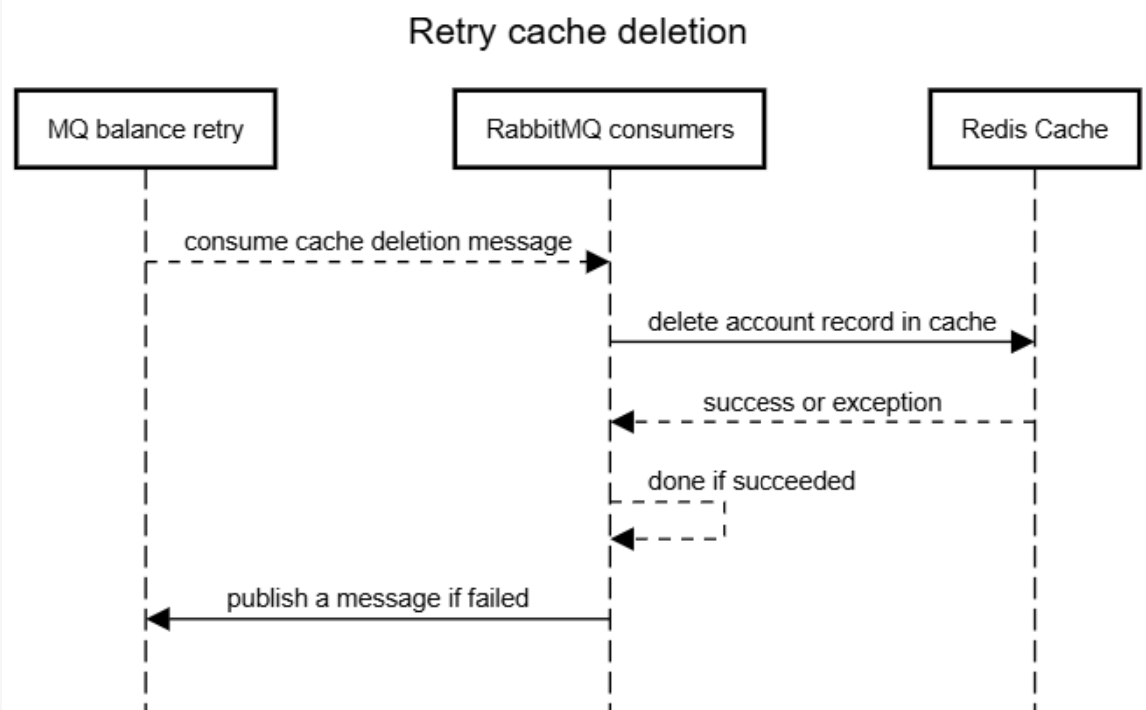 Retry cache deletion
MQ balance retry
RabbitMQ consumers
Redis Cache
consume cache deletion message
delete account record in cache
success or exception
done if succeeded
publish a message if failed